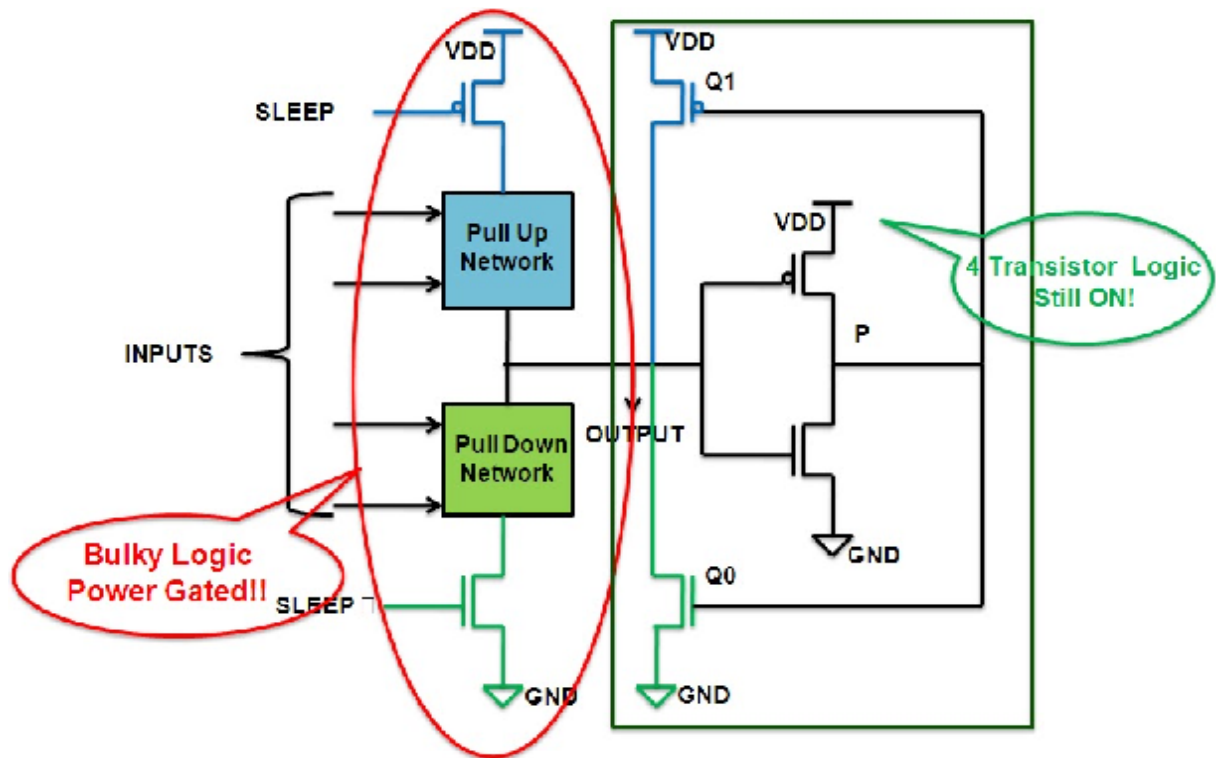 VDD
VDD
Q1
SLEEP
Pull Up
Network
VDD
4 Transistor Logic
Still ON!
INPUTS
P
OUTPUT
Pull Down
Network
Bulky Logic
Power Gated!!
SLEEP ¬
GND
Q0
GND
GND